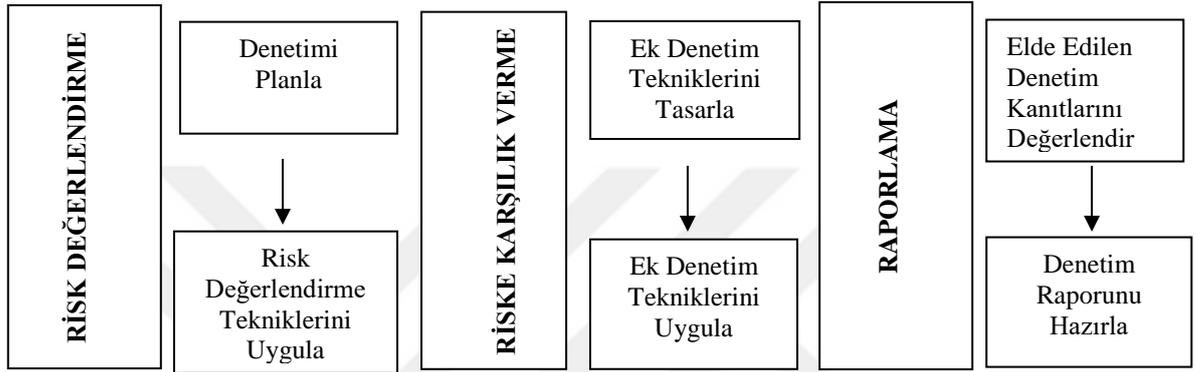 RİSK DEĞERLENDİRME
Denetimi
Planla
Risk
Değerlendirme
Tekniklerini
Uygula
RİSKE KARŞILIK VERME
Ek Denetim
Tekniklerini
Tasarla
Ek Denetim
Tekniklerini
Uygula
RAPORLAMA
Elde Edilen
Denetim
Kanıtlarını
Değerlendir
Denetim
Raporunu
Hazırla